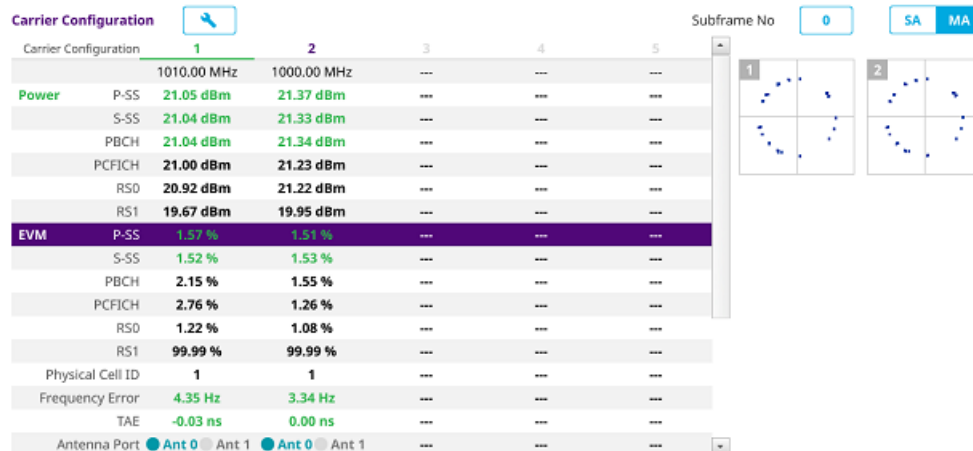 Carrier Configuration Subframe No 0 SA MA
Carrier Configuration 1 2 3 4 5
1010.00 MHz 1000.00 MHz --- --- ---
Power P-SS 21.05 dBm 21.37 dBm --- --- ---
S-SS 21.04 dBm 21.33 dBm --- --- ---
PBCH 21.04 dBm 21.34 dBm --- --- ---
PCFICH 21.00 dBm 21.23 dBm --- --- ---
RS0 20.92 dBm 21.22 dBm --- --- ---
RS1 19.67 dBm 19.95 dBm --- --- ---
EVM P-SS 1.57 % 1.51 % --- --- ---
S-SS 1.52 % 1.53 % --- --- ---
PBCH 2.15 % 1.55 % --- --- ---
PCFICH 2.76 % 1.26 % --- --- ---
RS0 1.22 % 1.08 % --- --- ---
RS1 99.99 % 99.99 % --- --- ---
Physical Cell ID 1 1 --- --- ---
Frequency Error 4.35 Hz 3.34 Hz --- --- ---
TAE -0.03 ns 0.00 ns --- --- ---
Antenna Port Ant 0 Ant 1 Ant 0 Ant 1 --- --- ---
1 2